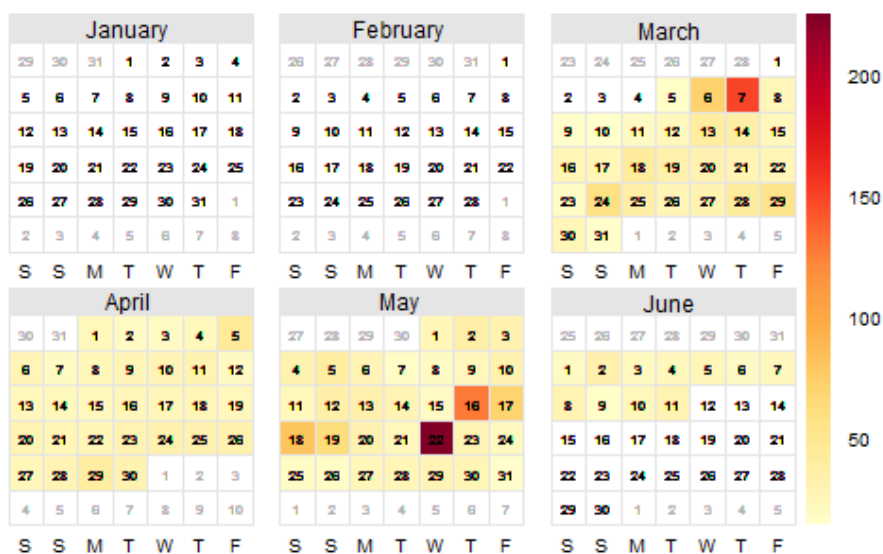 January
29 30 31 1 2 3 4
5 6 7 8 9 10 11
12 13 14 15 16 17 18
19 20 21 22 23 24 25
26 27 28 29 30 31 1
2 3 4 5 6 7 8
S S M T W T F
February
26 27 28 29 30 31 1
2 3 4 5 6 7 8
9 10 11 12 13 14 15
16 17 18 19 20 21 22
23 24 25 26 27 28 1
2 3 4 5 6 7 8
S S M T W T F
March
23 24 25 26 27 28 1
2 3 4 5 6 7 8
9 10 11 12 13 14 15
16 17 18 19 20 21 22
23 24 25 26 27 28 29
30 31 1 2 3 4 5
S S M T W T F
April
30 31 1 2 3 4 5
6 7 8 9 10 11 12
13 14 15 16 17 18 19
20 21 22 23 24 25 26
27 28 29 30 1 2 3
4 5 6 7 8 9 10
S S M T W T F
May
27 28 29 30 1 2 3
4 5 6 7 8 9 10
11 12 13 14 15 16 17
18 19 20 21 22 23 24
25 26 27 28 29 30 31
1 2 3 4 5 6 7
S S M T W T F
June
25 26 27 28 29 30 31
1 2 3 4 5 6 7
8 9 10 11 12 13 14
15 16 17 18 19 20 21
22 23 24 25 26 27 28
29 30 1 2 3 4 5
S S M T W T F
200
150
100
50